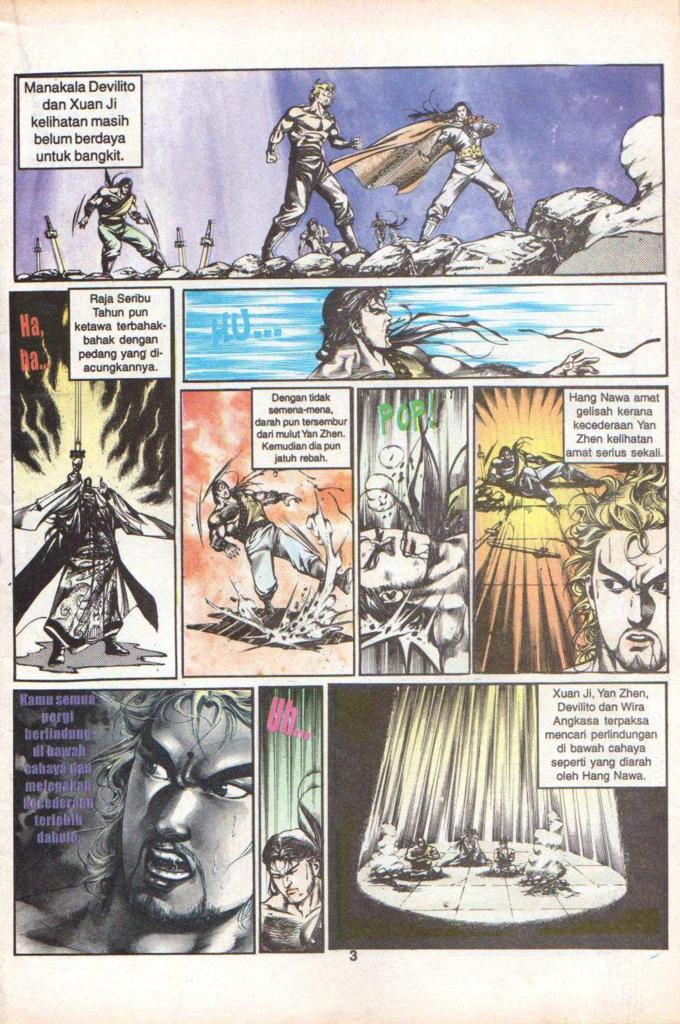 Manakala Devilito
dan Xuan Ji
kelihatan masih
belum berdaya
untuk bangkit.
Ha,
ha..
Raja Seribu
Tahun pun
ketawa terbahak-
bahak dengan
pedang yang di-
acungkannya.
HU...
Dengan tidak
semena-mena,
darah pun tersembur
dari mulut Yan Zhen.
Kemudian dia pun
jatuh rebah.
POP!
Hang Nawa amat
gelisah kerana
kecederaan Yan
Zhen kelihatan
amat serius sekali.
Kamu semua
pergi
berlindung
di bawah
cahaya dan
melegakan
kecederaan
terlebih
dahulu.
Uh...
Xuan Ji, Yan Zhen,
Devilito dan Wira
Angkasa terpaksa
mencari perlindungan
di bawah cahaya
seperti yang diarah
oleh Hang Nawa.
3